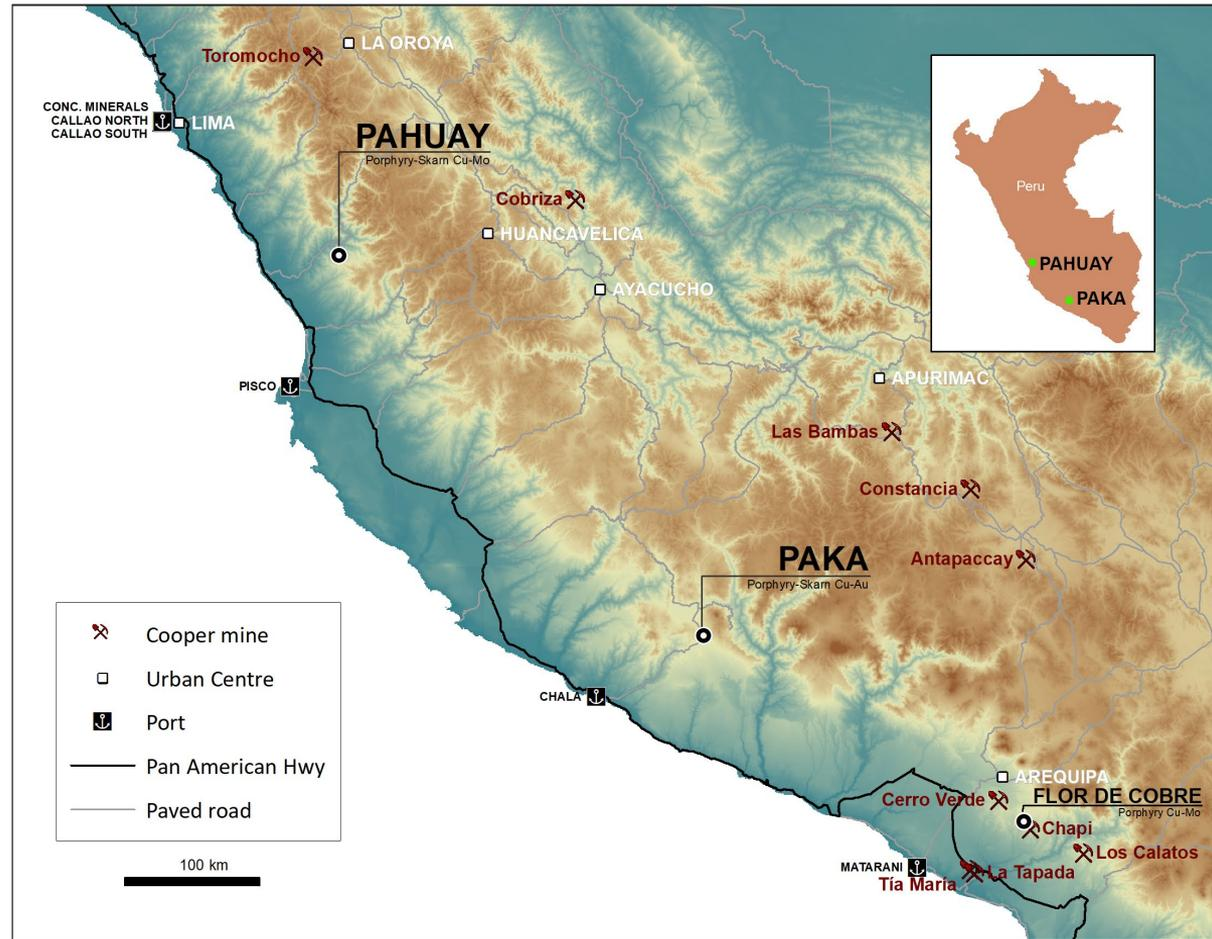 Toromocho
LA OROYA
CONC. MINERALS
CALLAO NORTH
CALLAO SOUTH
LIMA
PAHUAY
Porphyry-Skarn Cu-Mo
Cobriza
HUANCAVELICA
AYACUCHO
Peru
PAHUAY
PAKA
PISCO
APURIMAC
Las Bambas
Constancia
Antapaccay
PAKA
Porphyry-Skarn Cu-Au
CHALA
AREQUIPA
Cerro Verde
FLOR DE COBRE
Porphyry Cu-Mo
Chapi
Los Calatos
MATARANI
La Tapada
Tía María
Cooper mine
Urban Centre
Port
Pan American Hwy
Paved road
100 km